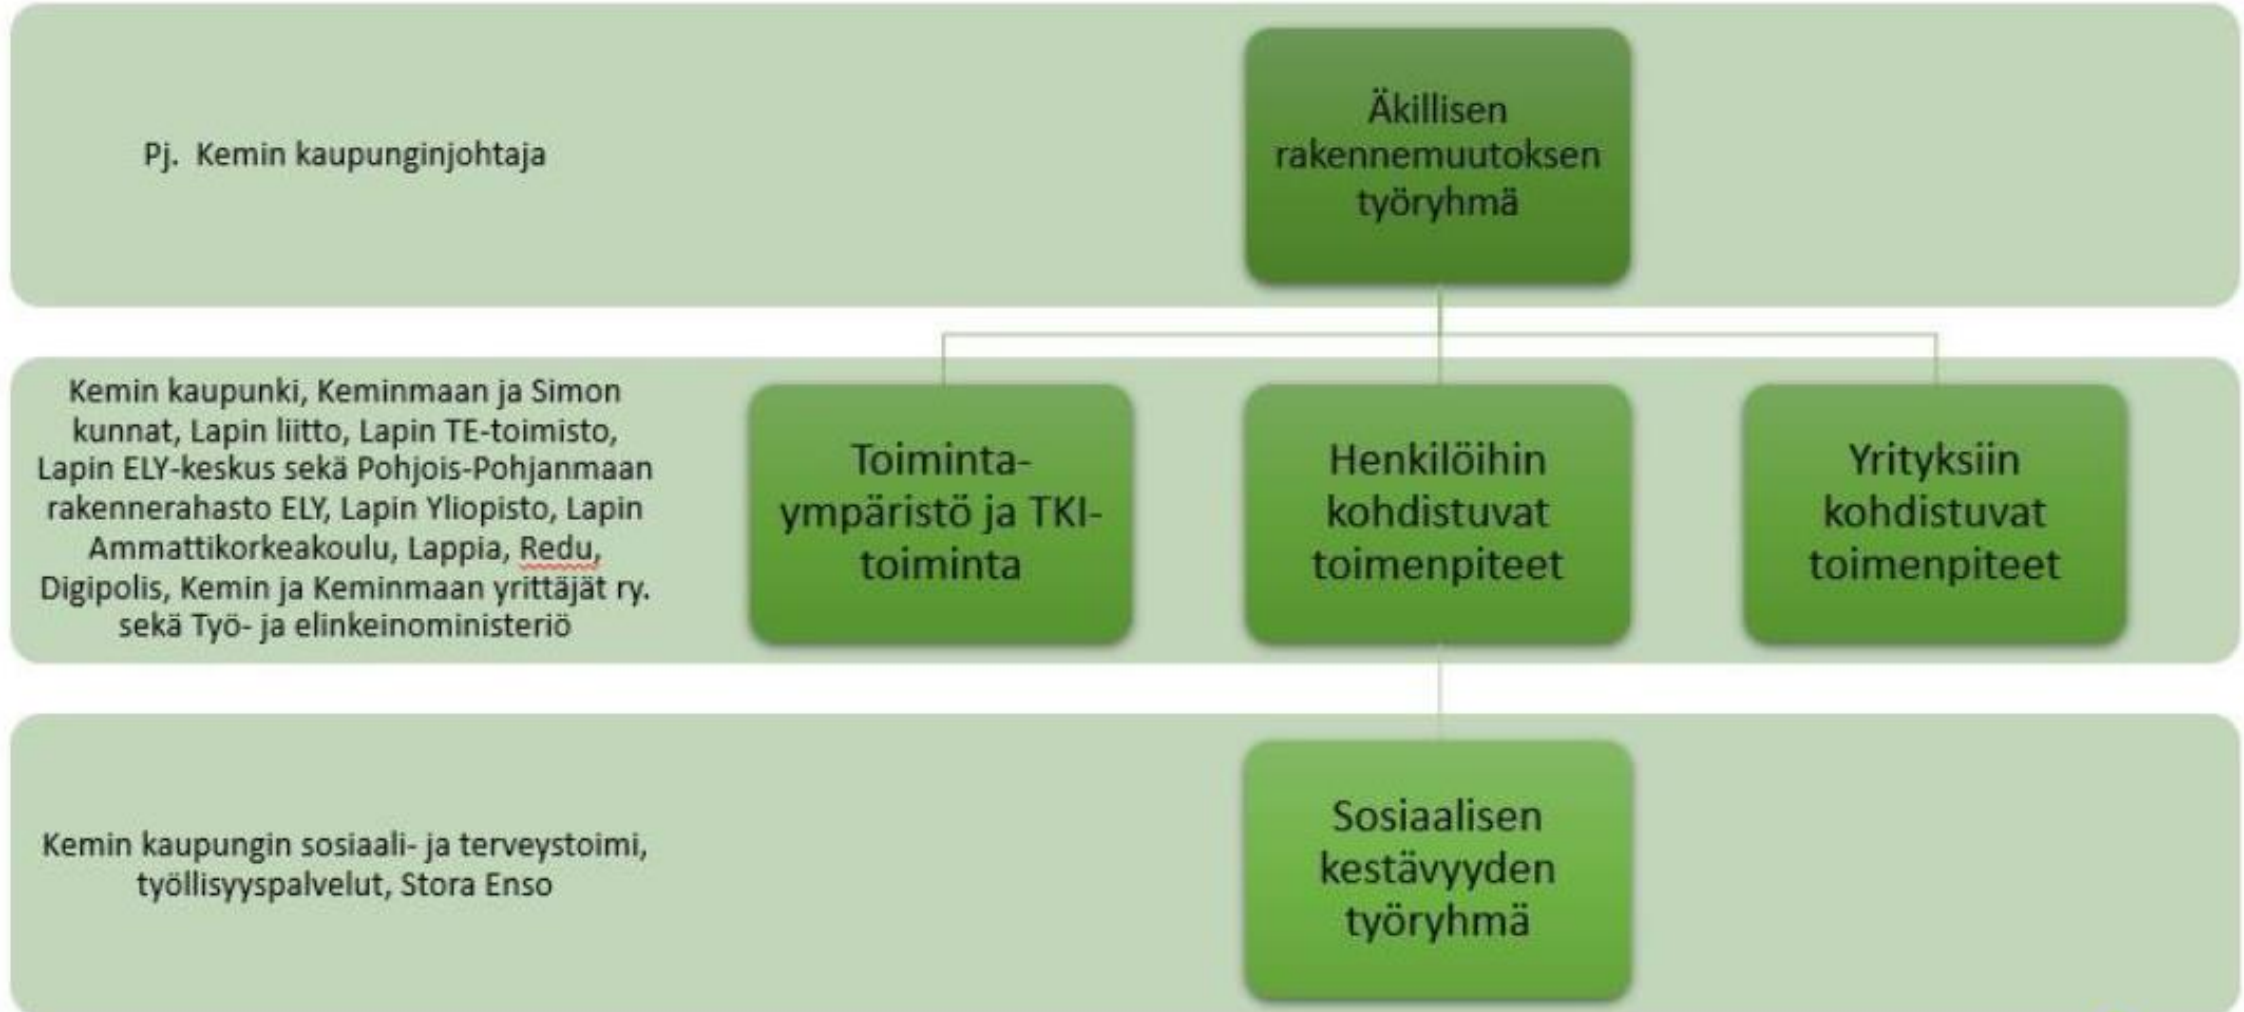 Pj. Kemin kaupunginjohtaja
Äkillisen
rakennemuutoksen
työryhmä
Kemin kaupunki, Keminmaan ja Simon
kunnat, Lapin liitto, Lapin TE-toimisto,
Lapin ELY-keskus sekä Pohjois-Pohjanmaan
rakennerahasto ELY, Lapin Yliopisto, Lapin
Ammattikorkeakoulu, Lappia, Redu,
Digipolis, Kemin ja Keminmaan yrittäjät ry.
sekä Työ- ja elinkeinoministeriö
Toiminta-
ympäristö ja TKI-
toiminta
Henkilöihin
kohdistuvat
toimenpiteet
Yrityksiin
kohdistuvat
toimenpiteet
Kemin kaupungin sosiaali- ja terveystoimi,
työllisyyspalvelut, Stora Enso
Sosiaalisen
kestävyyden
työryhmä